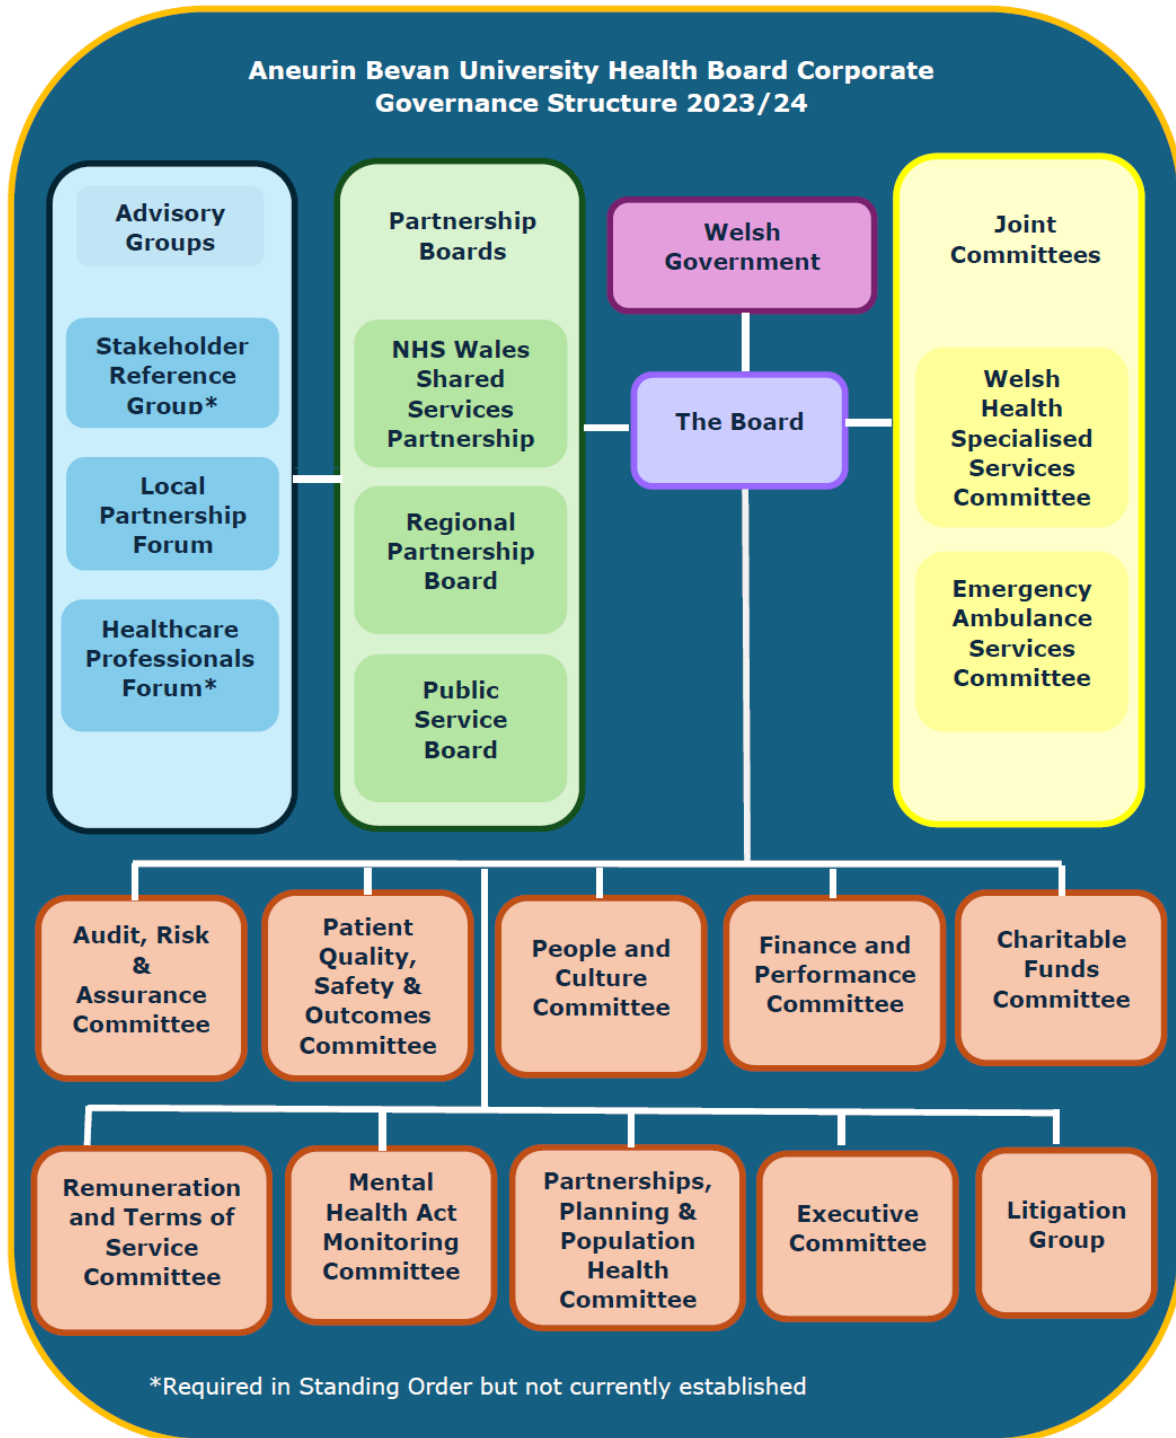 Aneurin Bevan University Health Board Corporate
Governance Structure 2023/24
Advisory
Groups
Stakeholder
Reference
Group*
Local
Partnership
Forum
Healthcare
Professionals
Forum*
Partnership
Boards
NHS Wales
Shared
Services
Partnership
Regional
Partnership
Board
Public
Service
Board
Welsh
Government
The Board
Joint
Committees
Welsh
Health
Specialised
Services
Committee
Emergency
Ambulance
Services
Committee
Audit, Risk
&
Assurance
Committee
Patient
Quality,
Safety &
Outcomes
Committee
People and
Culture
Committee
Finance and
Performance
Committee
Charitable
Funds
Committee
Remuneration
and Terms of
Service
Committee
Mental
Health Act
Monitoring
Committee
Partnerships,
Planning &
Population
Health
Committee
Executive
Committee
Litigation
Group
*Required in Standing Order but not currently established